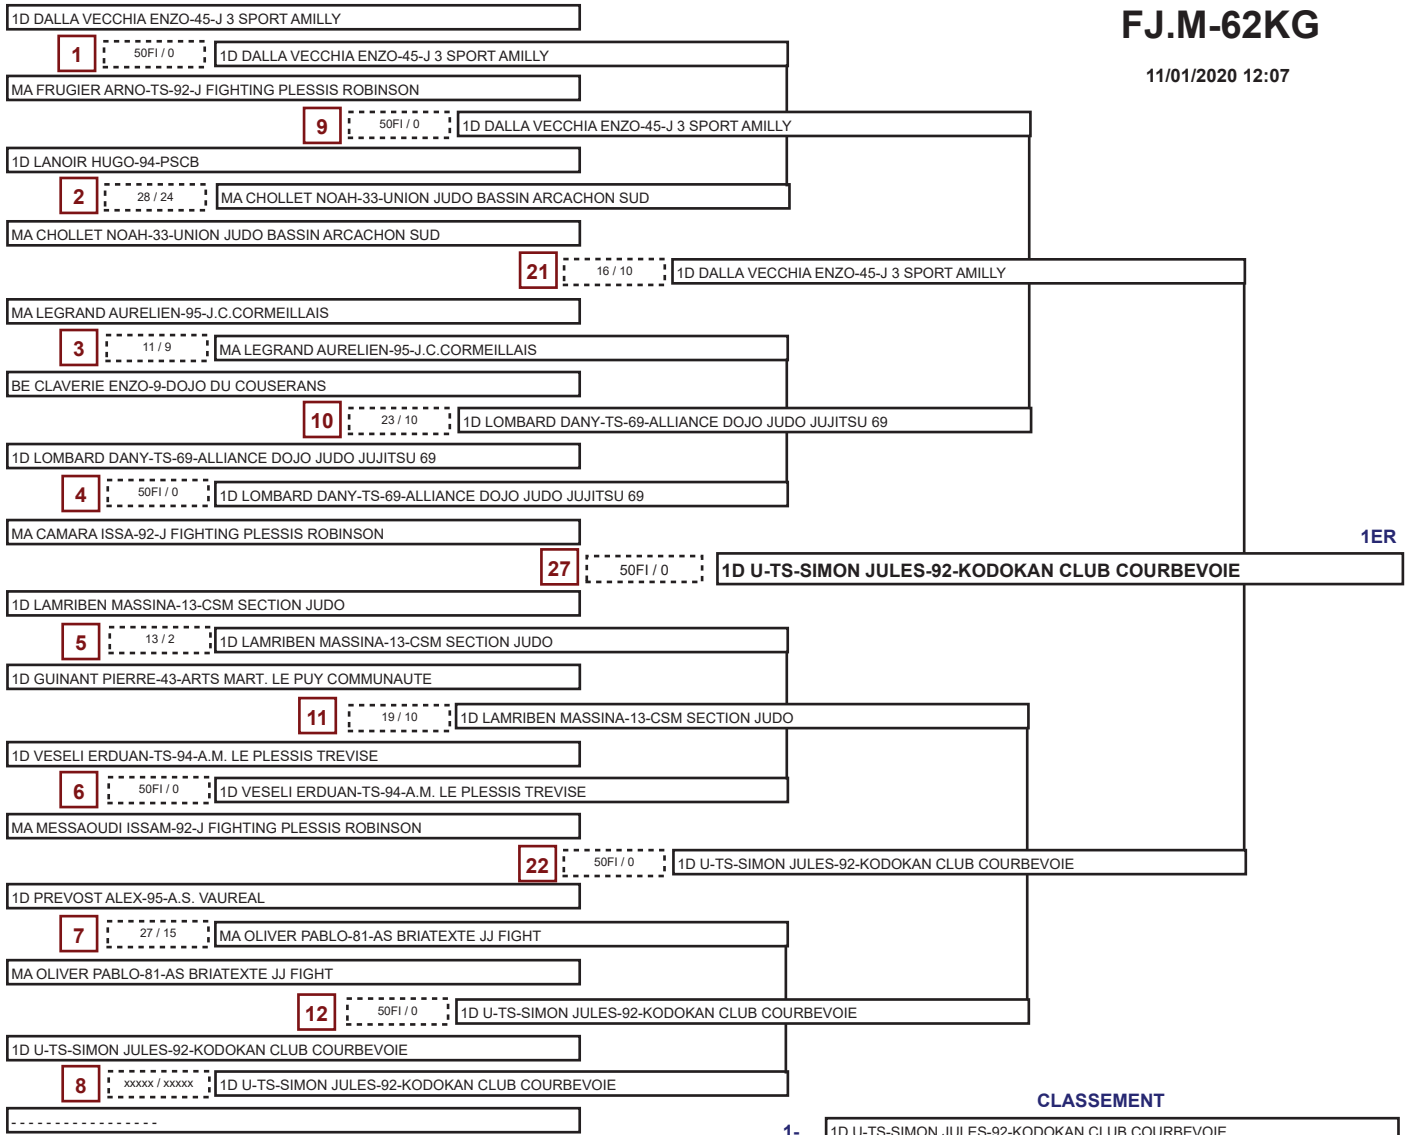 FJ.M-62KG
11/01/2020 12:07
1D DALLA VECCHIA ENZO-45-J 3 SPORT AMILLY
1 50FI / 0 1D DALLA VECCHIA ENZO-45-J 3 SPORT AMILLY
MA FRUGIER ARNO-TS-92-J FIGHTING PLESSIS ROBINSON
9 50FI / 0 1D DALLA VECCHIA ENZO-45-J 3 SPORT AMILLY
1D LANOIR HUGO-94-PSCB
2 28 / 24 MA CHOLLET NOAH-33-UNION JUDO BASSIN ARCACHON SUD
MA CHOLLET NOAH-33-UNION JUDO BASSIN ARCACHON SUD
21 16 / 10 1D DALLA VECCHIA ENZO-45-J 3 SPORT AMILLY
MA LEGRAND AURELIEN-95-J.C.CORMEILLAIS
3 11 / 9 MA LEGRAND AURELIEN-95-J.C.CORMEILLAIS
BE CLAVERIE ENZO-9-DOJO DU COUSERANS
10 23 / 10 1D LOMBARD DANY-TS-69-ALLIANCE DOJO JUDO JUJITSU 69
1D LOMBARD DANY-TS-69-ALLIANCE DOJO JUDO JUJITSU 69
4 50FI / 0 1D LOMBARD DANY-TS-69-ALLIANCE DOJO JUDO JUJITSU 69
MA CAMARA ISSA-92-J FIGHTING PLESSIS ROBINSON
1ER
27 50FI / 0 1D U-TS-SIMON JULES-92-KODOKAN CLUB COURBEVOIE
1D LAMRIBEN MASSINA-13-CSM SECTION JUDO
5 13 / 2 1D LAMRIBEN MASSINA-13-CSM SECTION JUDO
1D GUINANT PIERRE-43-ARTS MART. LE PUY COMMUNAUTE
11 19 / 10 1D LAMRIBEN MASSINA-13-CSM SECTION JUDO
1D VESELI ERDUAN-TS-94-A.M. LE PLESSIS TREVISE
6 50FI / 0 1D VESELI ERDUAN-TS-94-A.M. LE PLESSIS TREVISE
MA MESSAOUDI ISSAM-92-J FIGHTING PLESSIS ROBINSON
22 50FI / 0 1D U-TS-SIMON JULES-92-KODOKAN CLUB COURBEVOIE
1D PREVOST ALEX-95-A.S. VAUREAL
7 27 / 15 MA OLIVER PABLO-81-AS BRIATEXTE JJ FIGHT
MA OLIVER PABLO-81-AS BRIATEXTE JJ FIGHT
12 50FI / 0 1D U-TS-SIMON JULES-92-KODOKAN CLUB COURBEVOIE
1D U-TS-SIMON JULES-92-KODOKAN CLUB COURBEVOIE
8 xxxxx / xxxxx 1D U-TS-SIMON JULES-92-KODOKAN CLUB COURBEVOIE
- - - - - - - - - - - - - - - - -
CLASSEMENT
1- 1D U-TS-SIMON JULES-92-KODOKAN CLUB COURBEVOIE